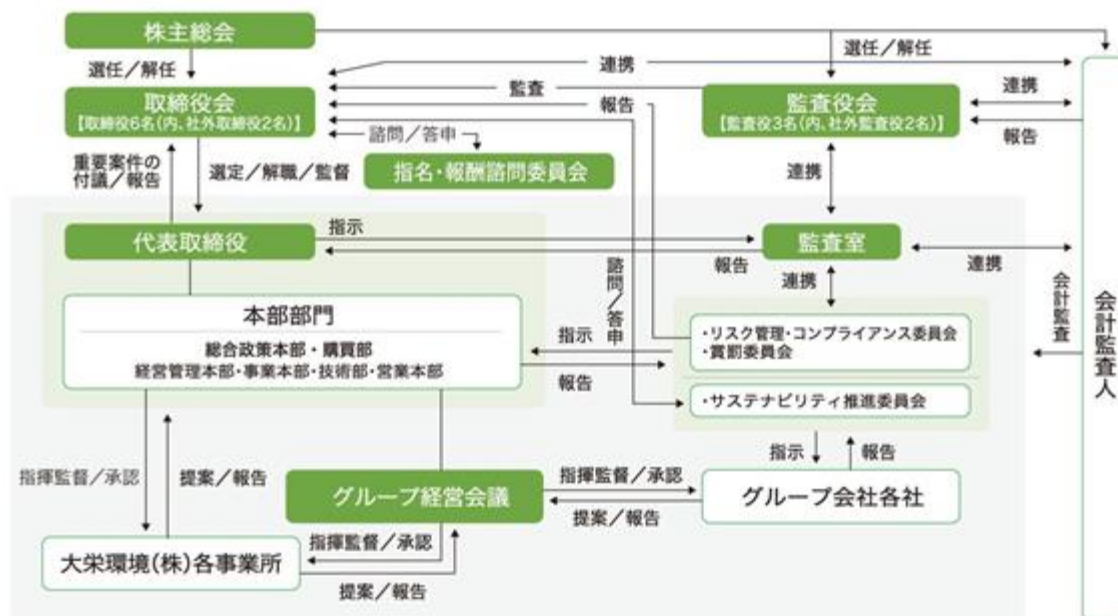 株主総会
選任／解任
選任／解任
連携
監査
報告
連携
報告
取締役会
【取締役6名(内、社外取締役2名)】
監査役会
【監査役3名(内、社外監査役2名)】
諮問／答申
指名・報酬諮問委員会
重要案件の
付議／報告
選定／解職／監督
連携
代表取締役
指示
報告
監査室
連携
連携
諮問／答申
会計監査
会計監査人
本部部門
総合政策本部・購買部
経営管理本部・事業本部・技術部・営業本部
指示
報告
・リスク管理・コンプライアンス委員会
・賞罰委員会
・サステナビリティ推進委員会
指示
報告
指揮監督／承認
提案／報告
グループ経営会議
指揮監督／承認
提案／報告
グループ会社各社
大栄環境(株)各事業所
指揮監督／承認
提案／報告